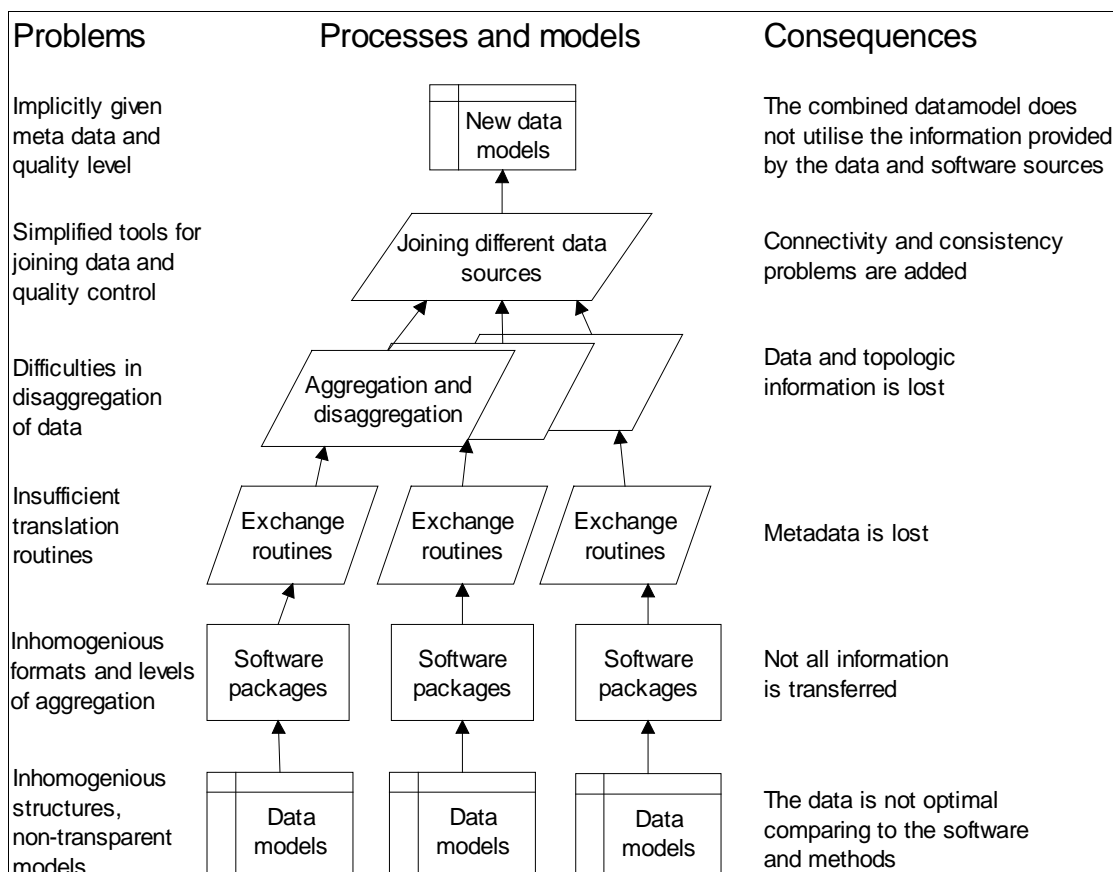 Problems
Processes and models
Consequences
Implicitly given
meta data and
quality level
New data
models
The combined datamodel does
not utilise the information provided
by the data and software sources
Simplified tools for
joining data and
quality control
Joining different data
sources
Connectivity and consistency
problems are added
Difficulties in
disaggregation
of data
Aggregation and
disaggregation
Data and topologic
information is lost
Insufficient
translation
routines
Exchange
routines
Exchange
routines
Exchange
routines
Metadata is lost
Inhomogenious
formats and levels
of aggregation
Software
packages
Software
packages
Software
packages
Not all information
is transferred
Inhomogenious
structures,
non-transparent
models
Data
models
Data
models
Data
models
The data is not optimal
comparing to the software
and methods